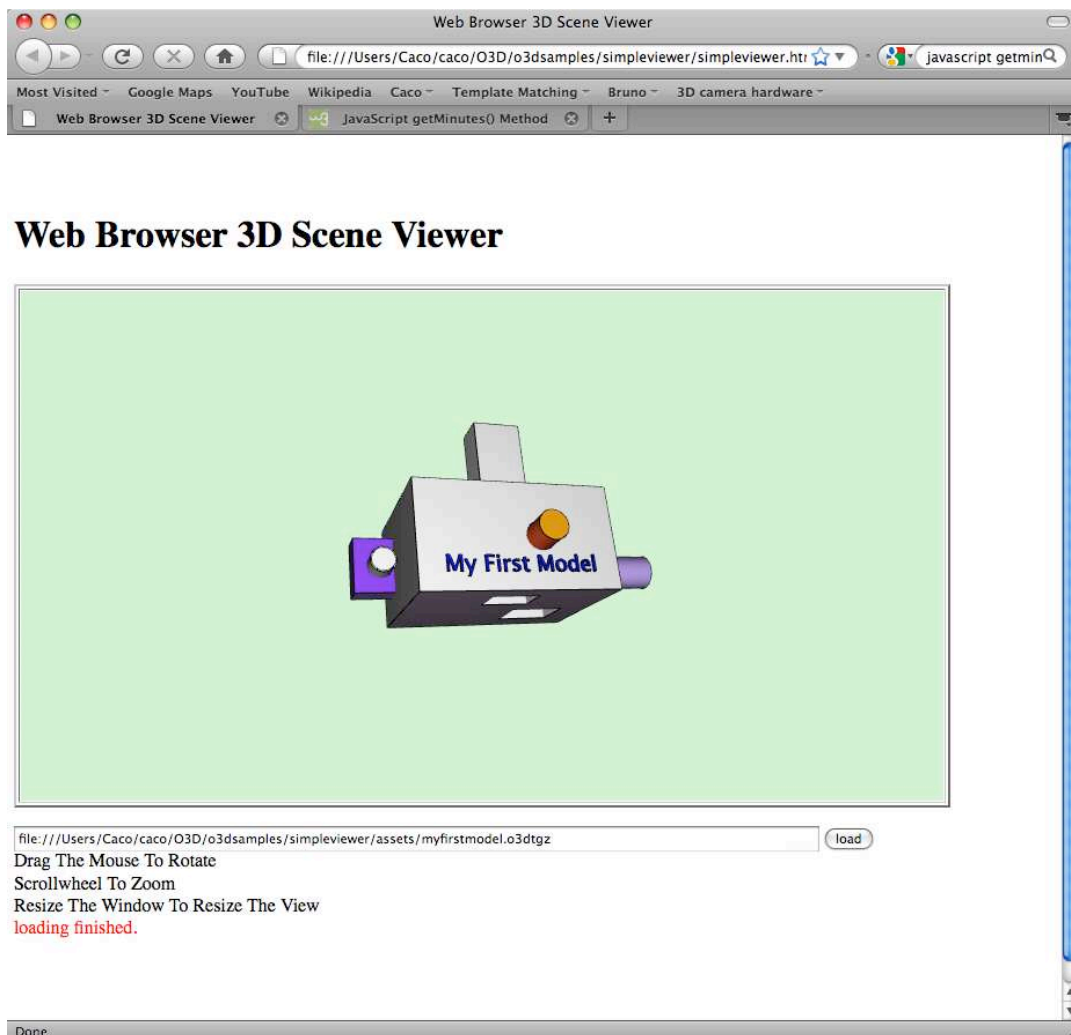 Web Browser 3D Scene Viewer
file:///Users/Caco/caco/O3D/o3dsamples/simpleviewer/simpleviewer.htm
javascript getmin
Most Visited Google Maps YouTube Wikipedia Caco Template Matching Bruno 3D camera hardware
Web Browser 3D Scene Viewer JavaScript getMinutes() Method +
Web Browser 3D Scene Viewer
My First Model
file:///Users/Caco/caco/O3D/o3dsamples/simpleviewer/assets/myfirstmodel.o3dtgz load
Drag The Mouse To Rotate
Scrollwheel To Zoom
Resize The Window To Resize The View
loading finished.
Done